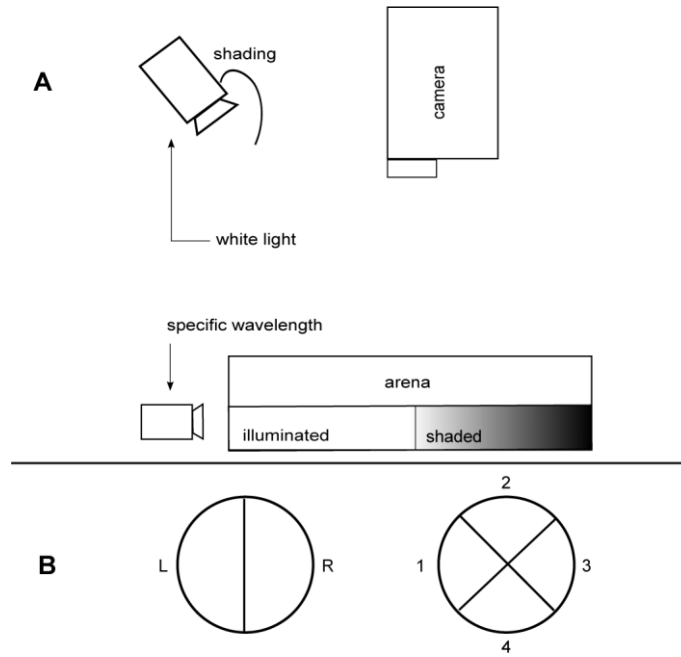 A
shading
camera
white light
specific wavelength
arena
illuminated
shaded
B
L
R
2
1
3
4